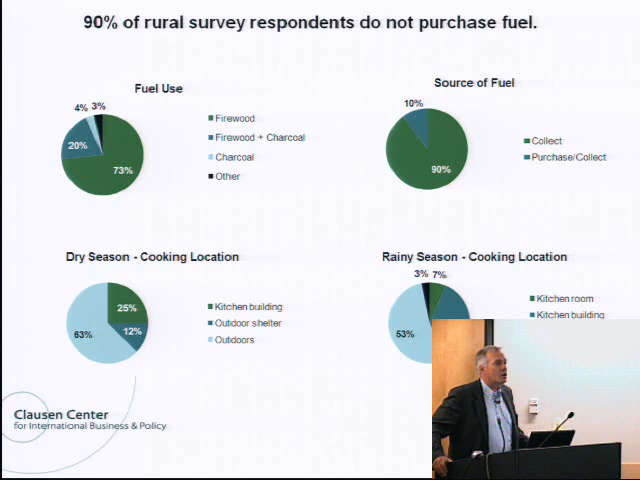 90% of rural survey respondents do not purchase fuel.
Fuel Use
4% 3%
20%
73%
Firewood
Firewood + Charcoal
Charcoal
Other
Source of Fuel
10%
90%
Collect
Purchase/Collect
Dry Season - Cooking Location
25%
12%
63%
Kitchen building
Outdoor shelter
Outdoors
Rainy Season - Cooking Location
3% 7%
53%
Kitchen room
Kitchen building
Clausen Center
for International Business & Policy